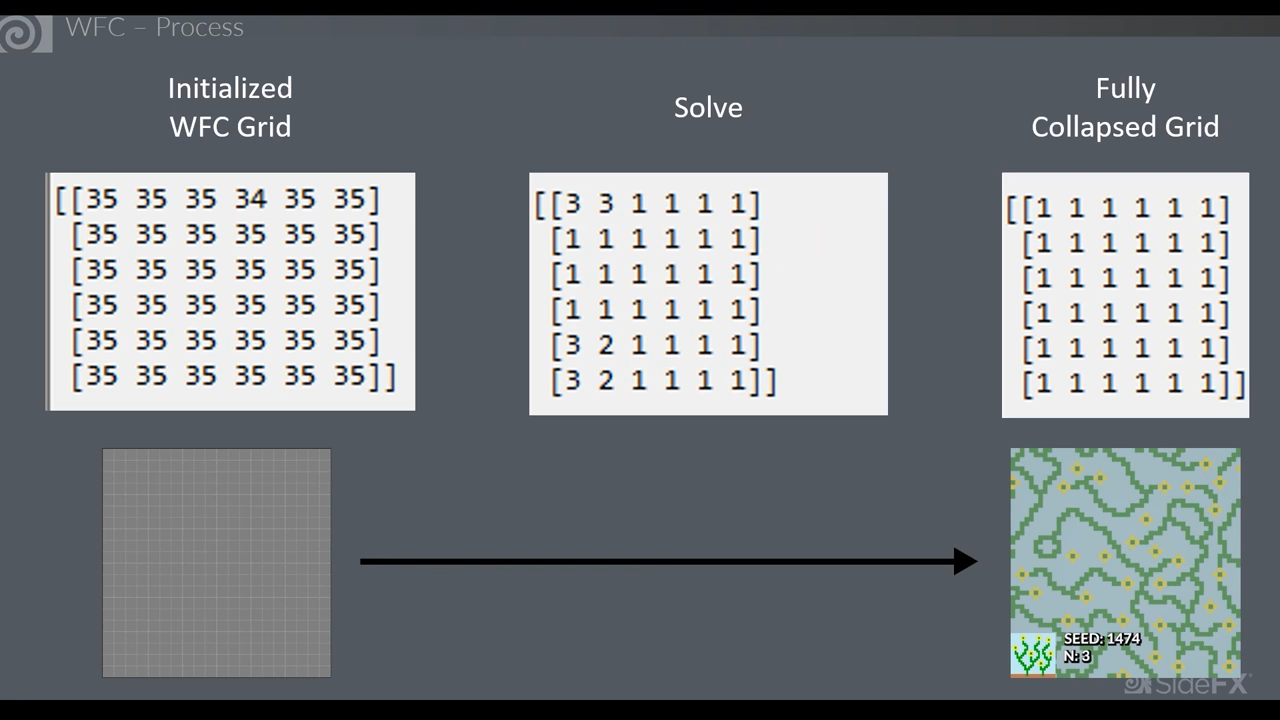 WFC – Process
Initialized
WFC Grid
Solve
Fully
Collapsed Grid
[[35 35 35 34 35 35]
[35 35 35 35 35 35]
[35 35 35 35 35 35]
[35 35 35 35 35 35]
[35 35 35 35 35 35]
[35 35 35 35 35 35]]
[[3 3 1 1 1 1]
[1 1 1 1 1 1]
[1 1 1 1 1 1]
[1 1 1 1 1 1]
[3 2 1 1 1 1]
[3 2 1 1 1 1]]
[[1 1 1 1 1 1]
[1 1 1 1 1 1]
[1 1 1 1 1 1]
[1 1 1 1 1 1]
[1 1 1 1 1 1]
[1 1 1 1 1 1]]
SEED: 1474
N: 3
SideFX